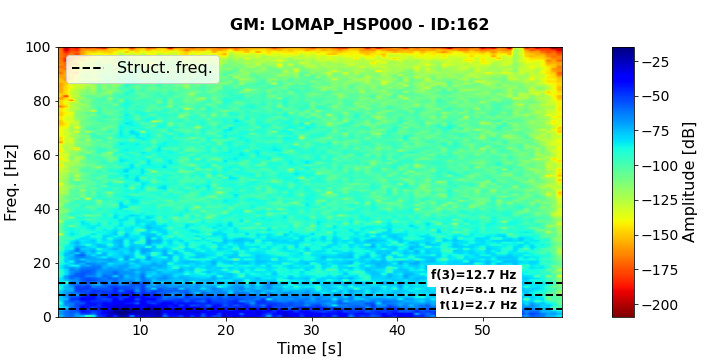 GM: LOMAP_HSP000 - ID:162
Struct. freq.
Freq. [Hz]
100
80
60
40
20
0
f(3)=12.7 Hz
f(2)=8.1 Hz
f(1)=2.7 Hz
10
20
30
40
50
Time [s]
−25
−50
−75
−100
−125
−150
−175
−200
Amplitude [dB]